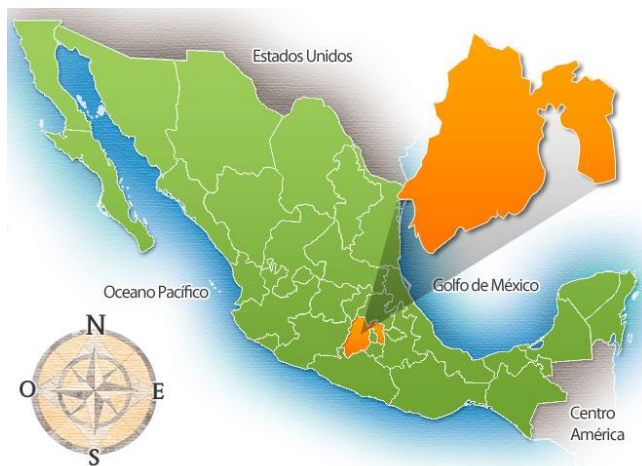 Estados Unidos
Golfo de México
Oceano Pacífico
N
O
E
S
Centro
América